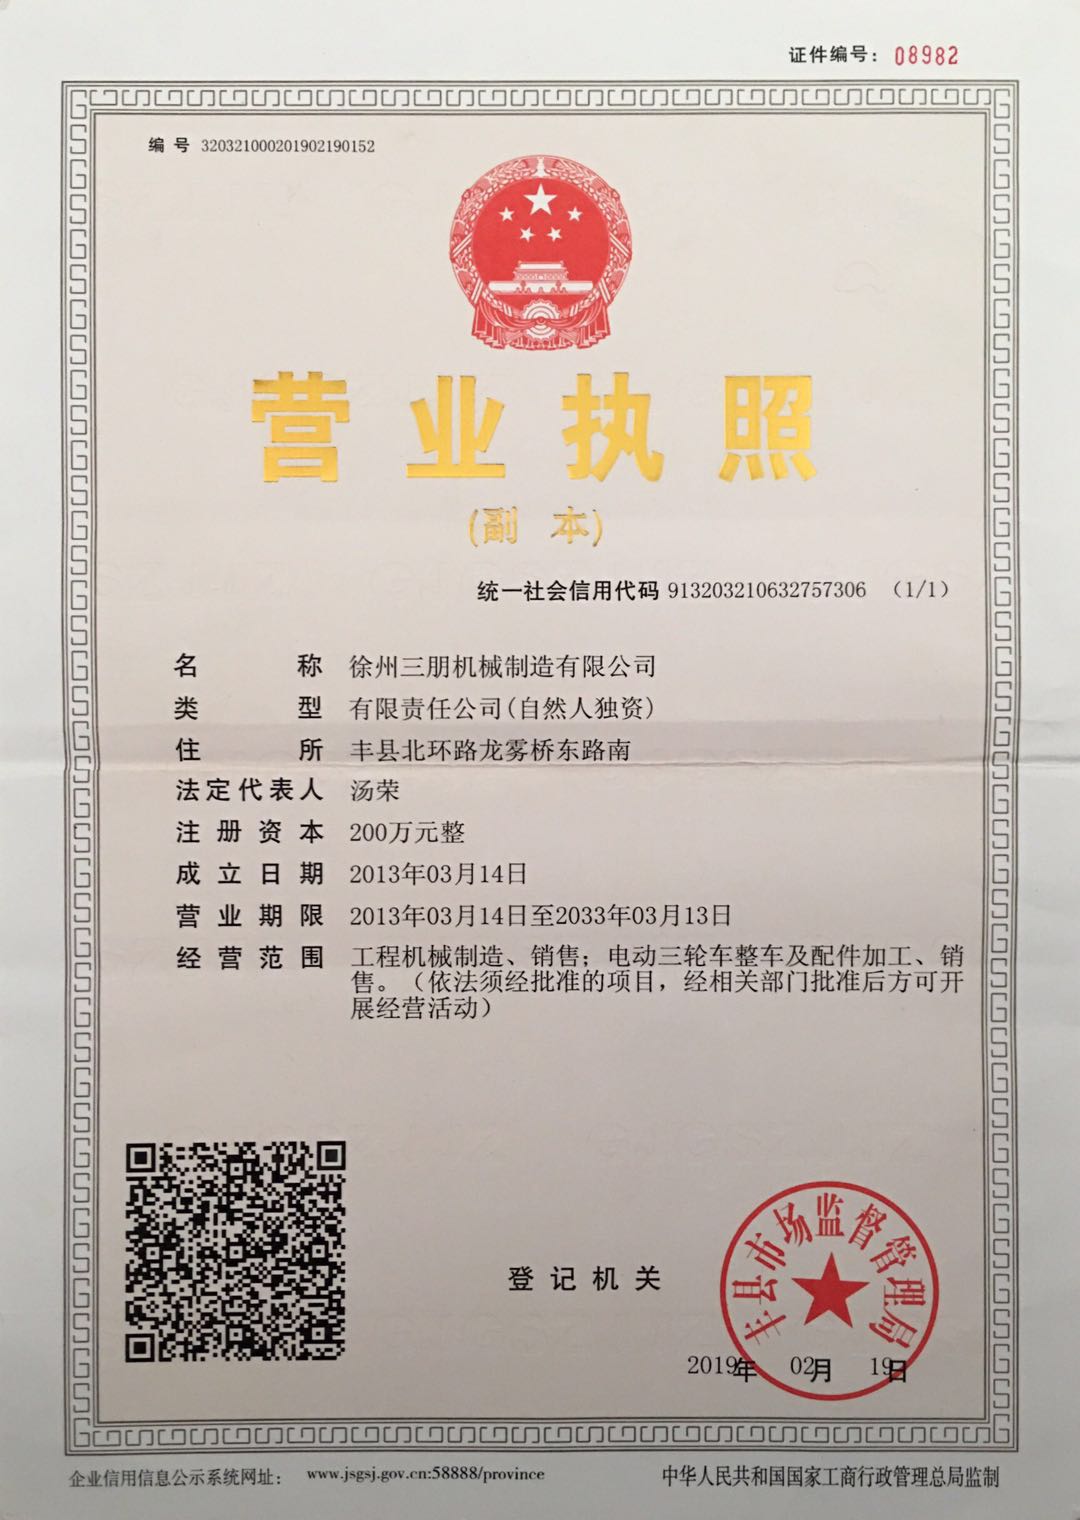 证件编号： 08982
编 号 320321000201902190152
营业执照
(副 本)
统一社会信用代码 913203210632757306 （1/1）
名 称 徐州三朋机械制造有限公司
类 型 有限责任公司(自然人独资)
住 所 丰县北环路龙雾桥东路南
法定代表人 汤荣
注册资本 200万元整
成立日期 2013年03月14日
营业期限 2013年03月14日至2033年03月13日
经营范围 工程机械制造、销售；电动三轮车整车及配件加工、销
售。（依法须经批准的项目，经相关部门批准后方可开
展经营活动）
登记机关
丰县市场监督管理局
2019年 02月 19日
企业信用信息公示系统网址： www.jsgsj.gov.cn:58888/province
中华人民共和国国家工商行政管理总局监制